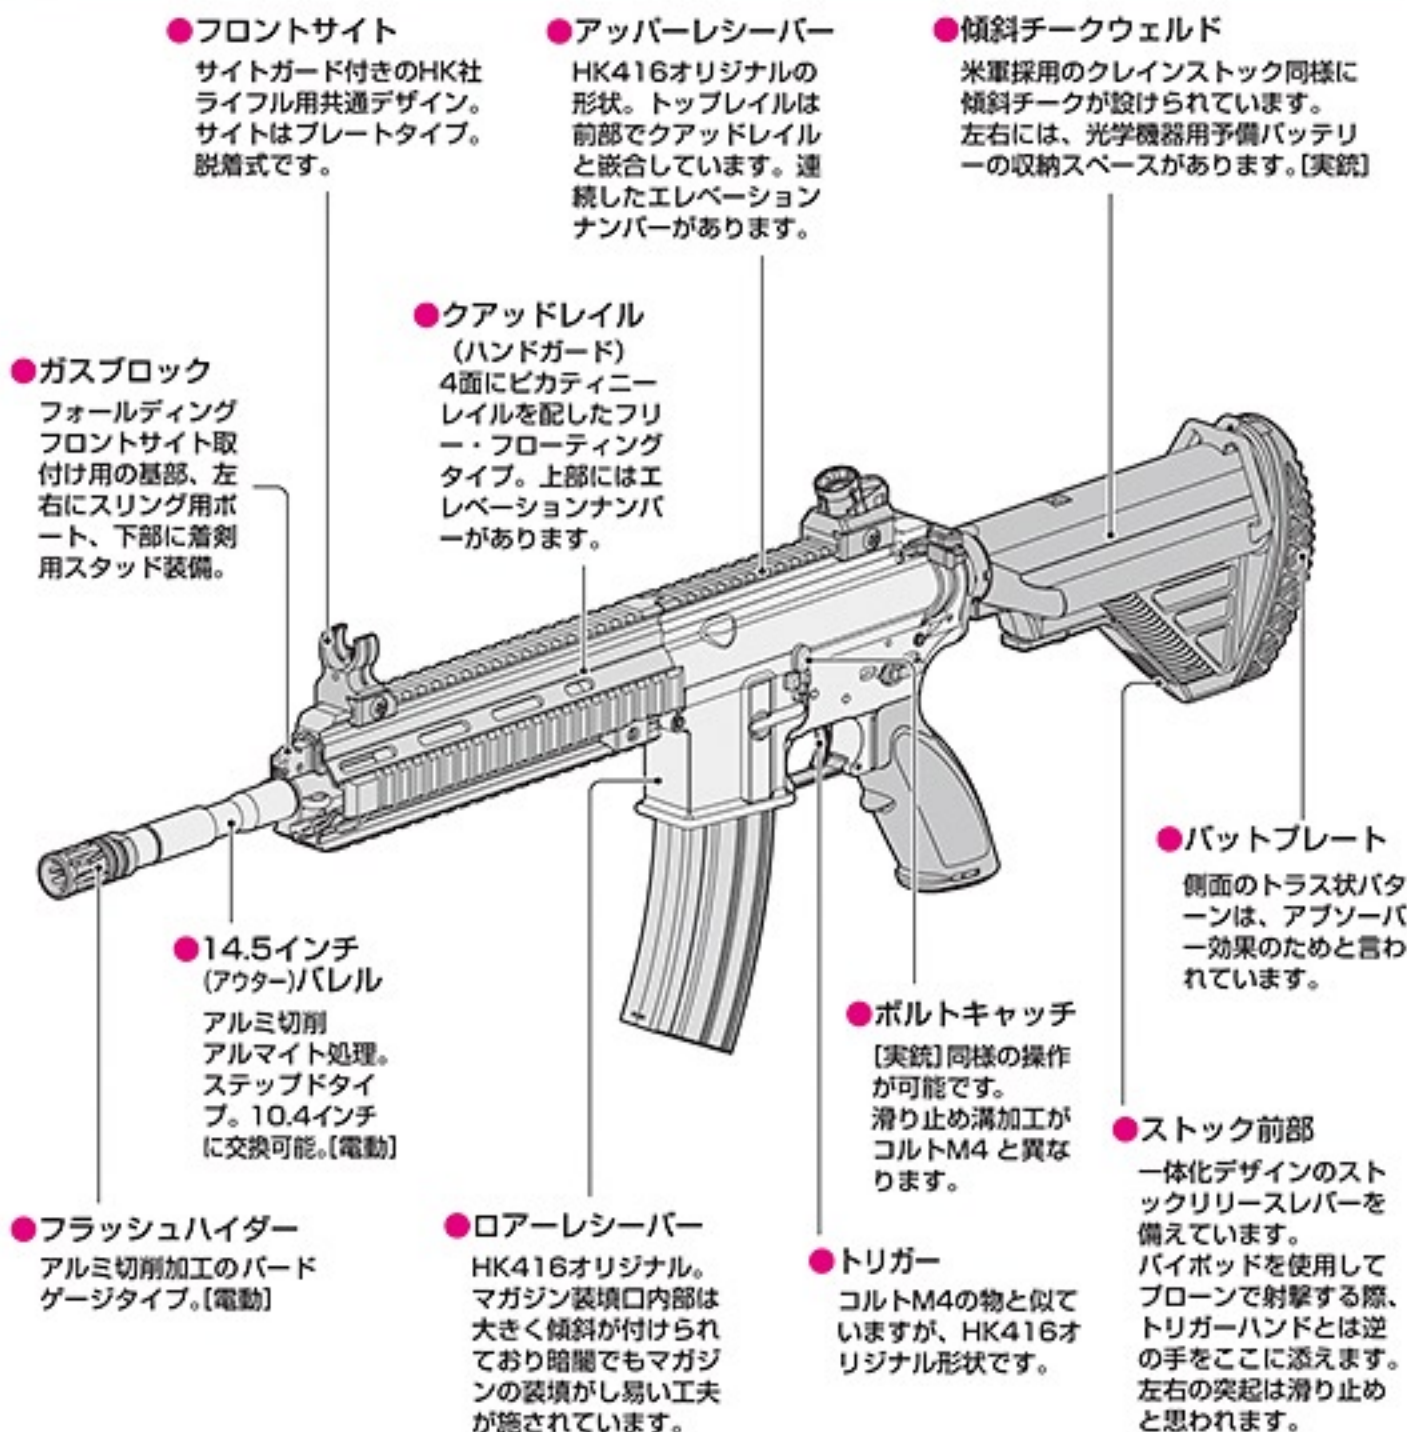 フロントサイト
サイトガード付きのHK社
ライフル用共通デザイン。
サイトはプレートタイプ。
脱着式です。
アッパーレシーバー
HK416オリジナルの
形状。トップレイルは
前部でクアッドレイル
と嵌合しています。連
続したエレベーション
ナンバーがあります。
傾斜チークウェルド
米軍採用のクレインストック同様に
傾斜チークが設けられています。
左右には、光学機器用予備バッテリ
ーの収納スペースがあります。[実銃]
クアッドレイル
（ハンドガード）
4面にピカティニー
レイルを配したフリ
ー・フローティング
タイプ。上部にはエ
レベーションナンバ
ーがあります。
ガスブロック
フォールディング
フロントサイト取
付け用の基部、左
右にスリング用ポ
ート、下部に着剣
用スタッド装備。
バットプレート
側面のトラス状パタ
ーンは、アブソーバ
ー効果のためと言わ
れています。
14.5インチ
(アウター)バレル
アルミ切削
アルマイト処理。
ステップドタイ
プ。10.4インチ
に交換可能。[電動]
ボルトキャッチ
[実銃]同様の操作
が可能です。
滑り止め溝加工が
コルトM4 と異な
ります。
ストック前部
一体化デザインのスト
ックリリースレバーを
備えています。
バイポッドを使用して
プローンで射撃する際、
トリガーハンドとは逆
の手をここに添えます。
左右の突起は滑り止め
と思われます。
フラッシュハイダー
アルミ切削加工のバード
ゲージタイプ。[電動]
ロアーレシーバー
HK416オリジナル。
マガジン装填口内部は
大きく傾斜が付けられ
ており暗闇でもマガジ
ンの装填がし易い工夫
が施されています。
トリガー
コルトM4の物と似て
いますが、HK416オ
リジナル形状です。